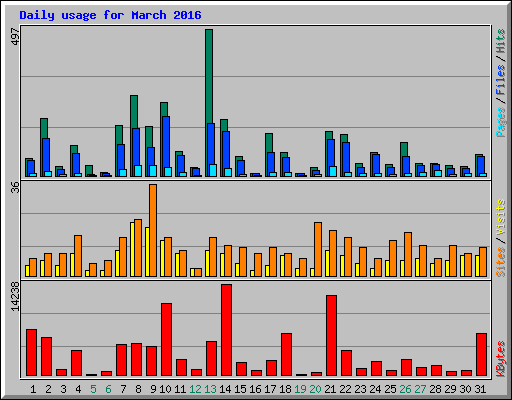 Daily usage for March 2016
497
Pages / Files / Hits
36
Sites / Visits
14238
KBytes
1 2 3 4 5 6 7 8 9 10 11 12 13 14 15 16 17 18 19 20 21 22 23 24 25 26 27 28 29 30 31